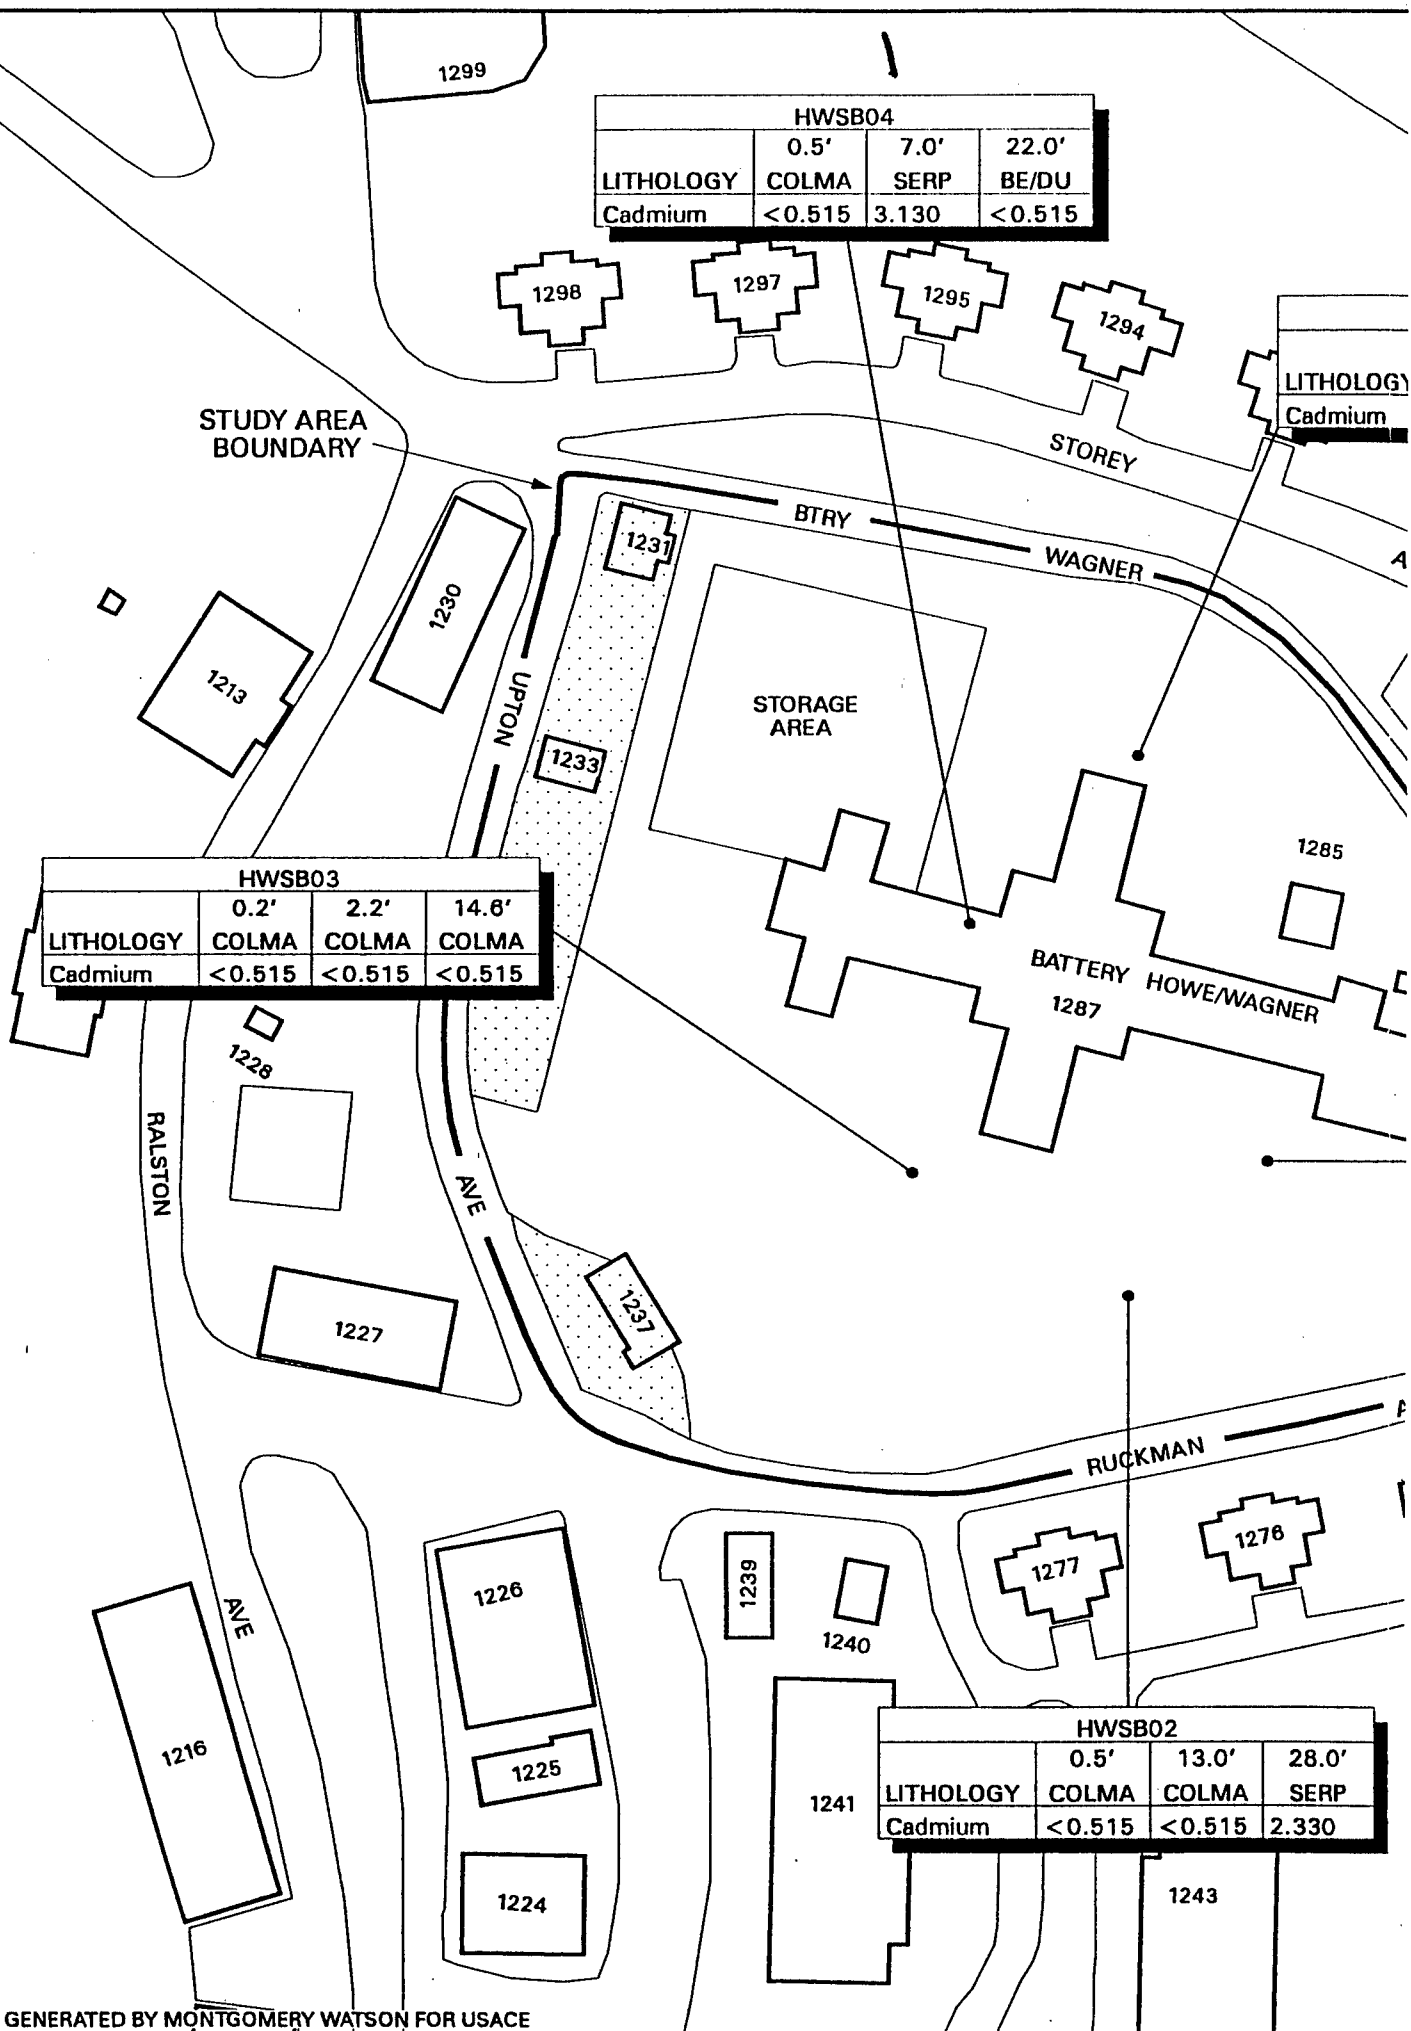 1299
HWSB04
0.5' 7.0' 22.0'
LITHOLOGY COLMA SERP BE/DU
Cadmium <0.515 3.130 <0.515
1298
1297
1295
1294
LITHOLOGY
Cadmium
STUDY AREA
BOUNDARY
STOREY
BTRY WAGNER
A
1231
1230
1213
UPTON
STORAGE
AREA
1233
1285
HWSB03
0.2' 2.2' 14.6'
LITHOLOGY COLMA COLMA COLMA
Cadmium <0.515 <0.515 <0.515
BATTERY HOWE/WAGNER
1287
1228
RALSTON
AVE
1237
1227
RUCKMAN
1276
1277
1239
1226
1240
AVE
1216
1225
1241
HWSB02
0.5' 13.0' 28.0'
LITHOLOGY COLMA COLMA SERP
Cadmium <0.515 <0.515 2.330
1224
1243
GENERATED BY MONTGOMERY WATSON FOR USACE